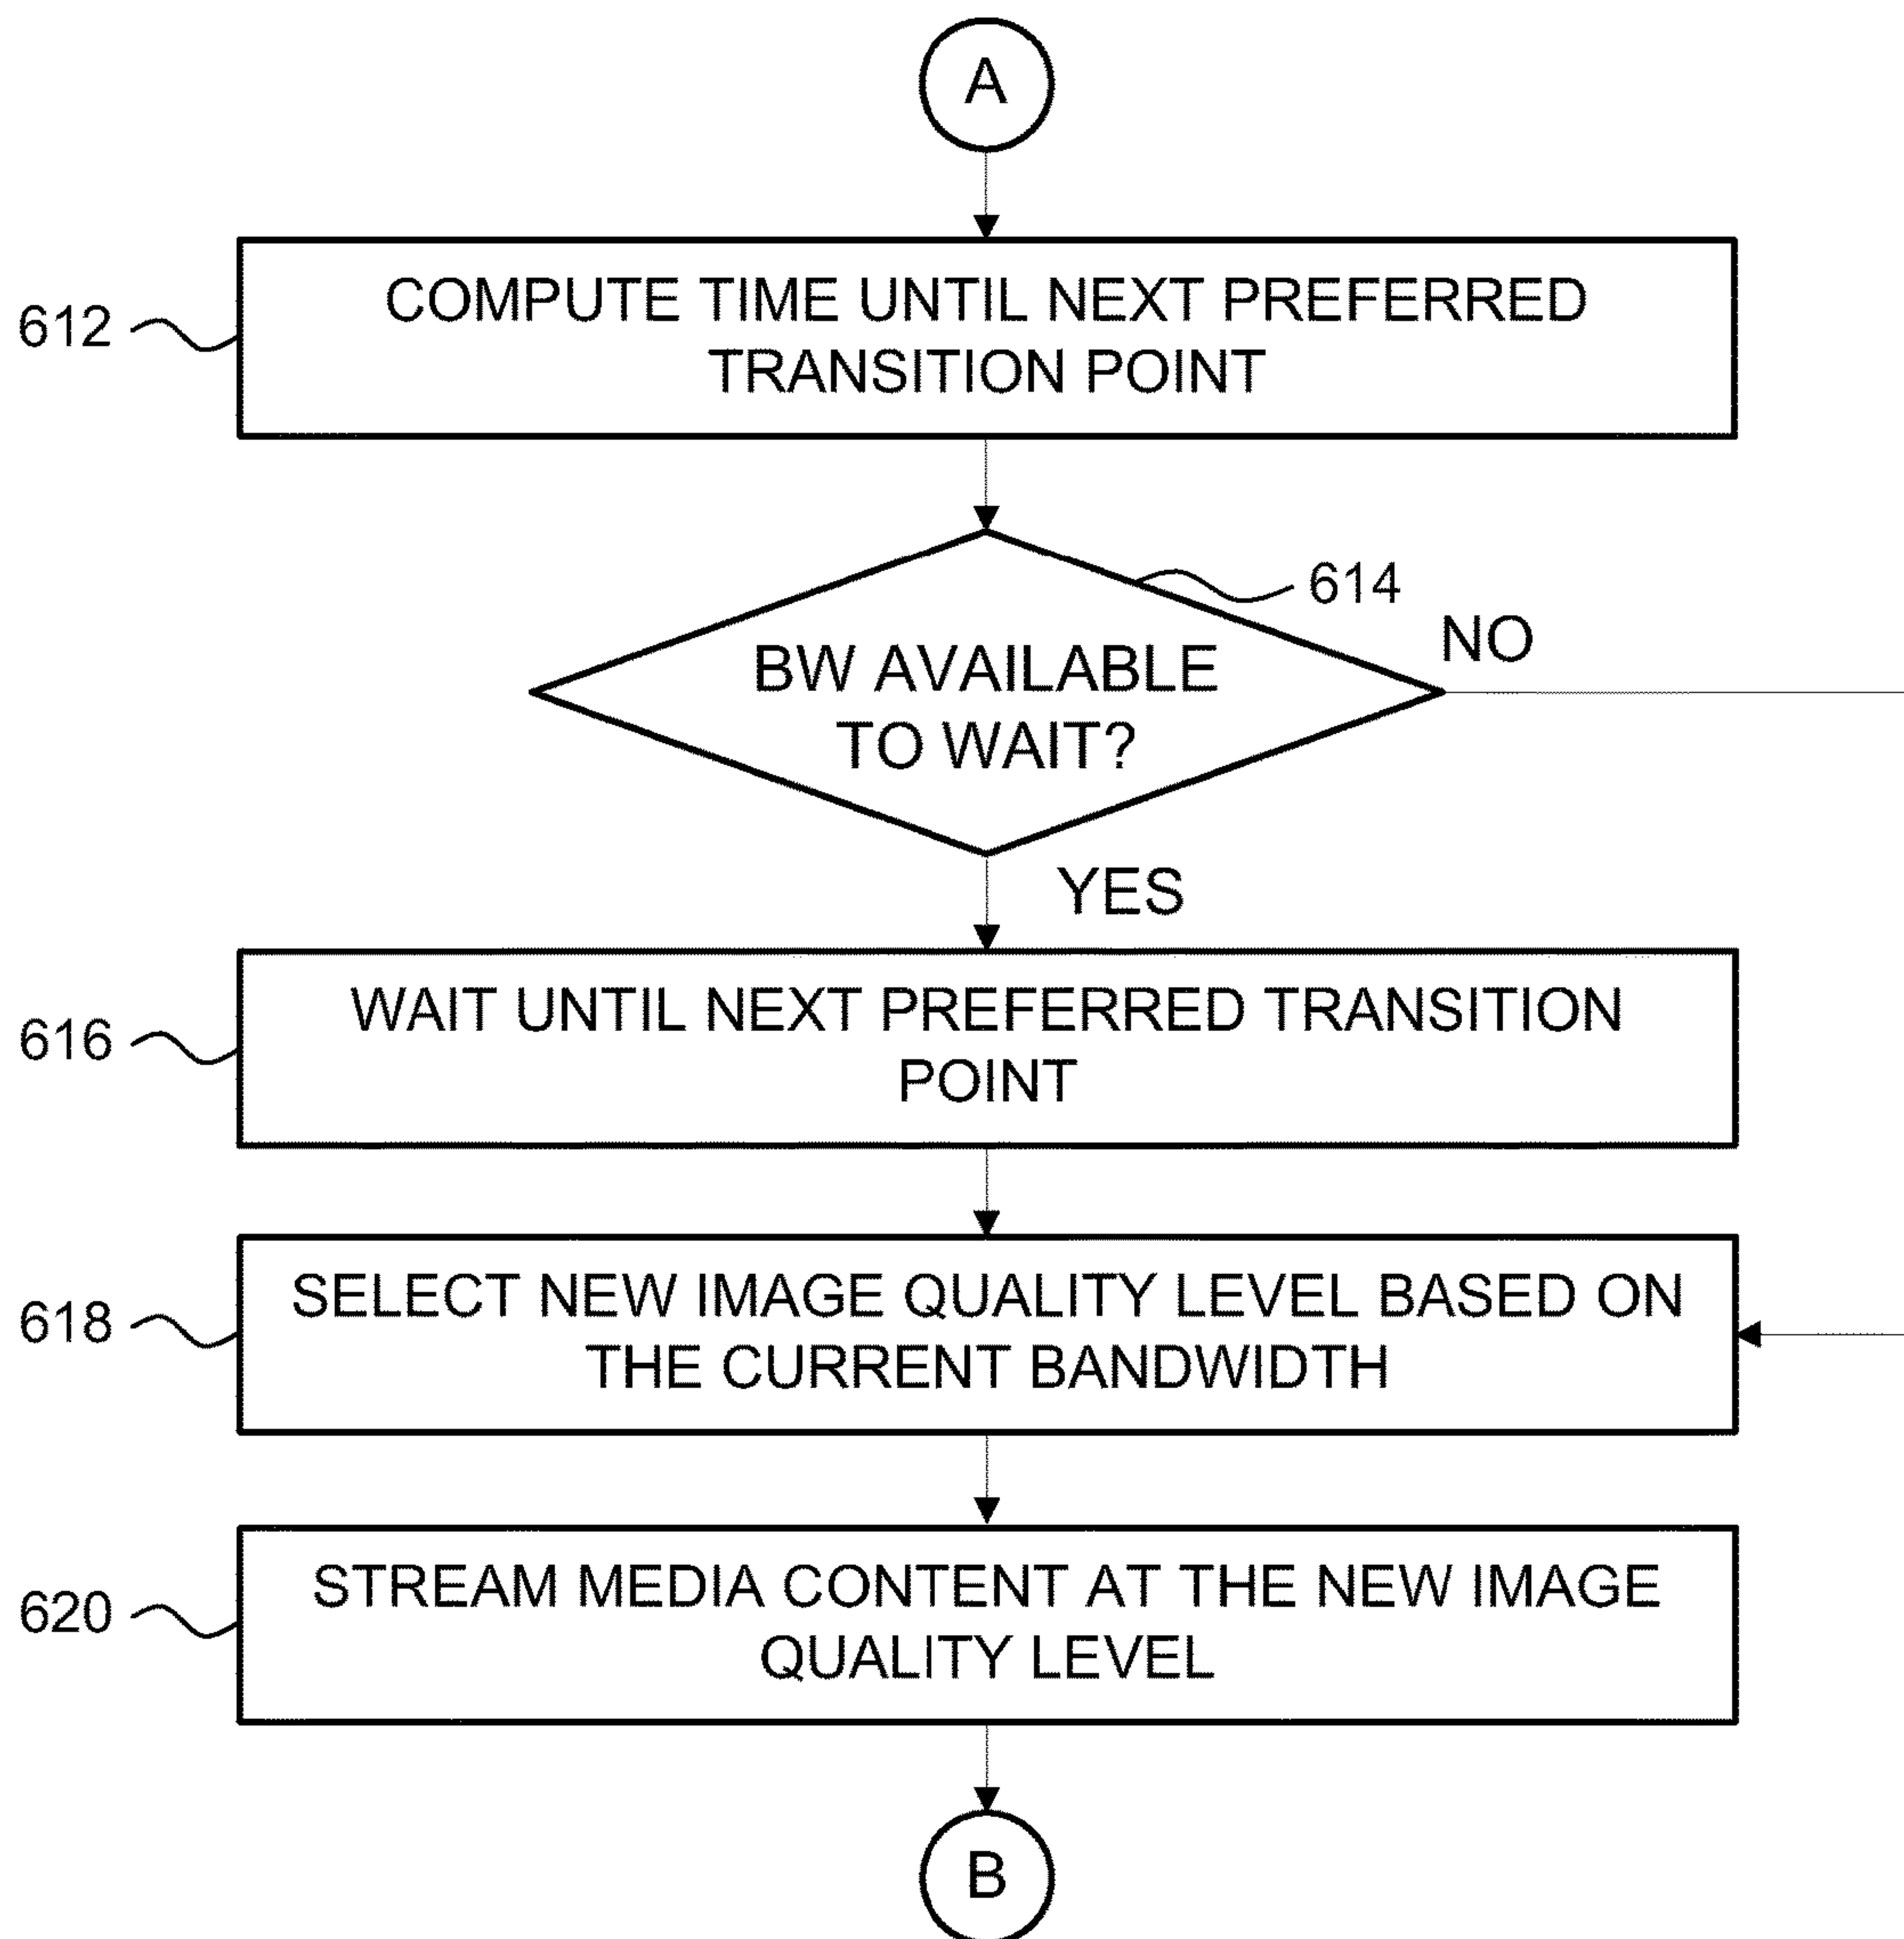 A
612
COMPUTE TIME UNTIL NEXT PREFERRED
TRANSITION POINT
614
NO
BW AVAILABLE
TO WAIT?
YES
616
WAIT UNTIL NEXT PREFERRED TRANSITION
POINT
618
SELECT NEW IMAGE QUALITY LEVEL BASED ON
THE CURRENT BANDWIDTH
620
STREAM MEDIA CONTENT AT THE NEW IMAGE
QUALITY LEVEL
B